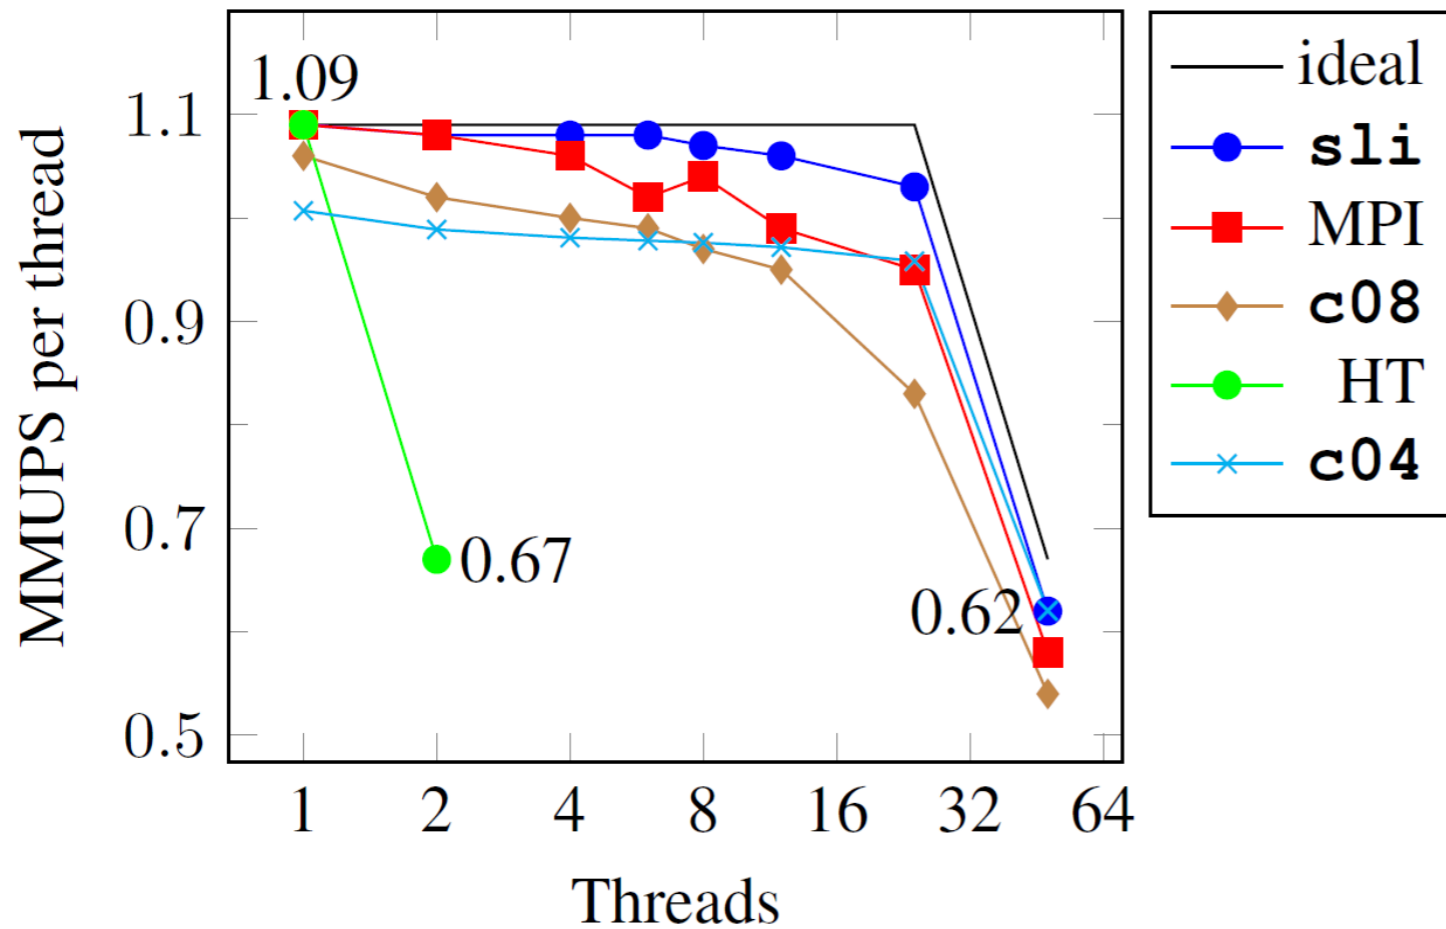 1.09
1.1
0.9
0.7
0.5
0.67
0.62
1 2 4 8 16 32 64
Threads
MMUPS per thread
ideal
sli
MPI
c08
HT
c04